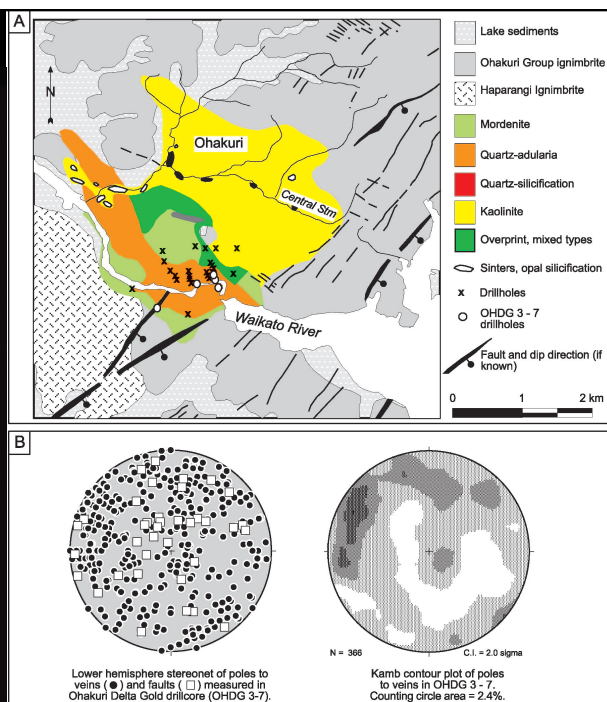 A
N
Ohakuri
Central Stm
Waikato River
Lake sediments
Ohakuri Group ignimbrite
Haparangi Ignimbrite
Mordenite
Quartz-adularia
Quartz-silicification
Kaolinite
Overprint, mixed types
Sinters, opal silicification
x Drillholes
OHDG 3 - 7
drillholes
Fault and dip direction (if
known)
0 1 2 km
B
N = 366
C.I. = 2.0 sigma
Lower hemisphere stereonet of poles to
veins (●) and faults (□) measured in
Ohakuri Delta Gold drillcore (OHDG 3-7).
Kamb contour plot of poles
to veins in OHDG 3 - 7.
Counting circle area = 2.4%.